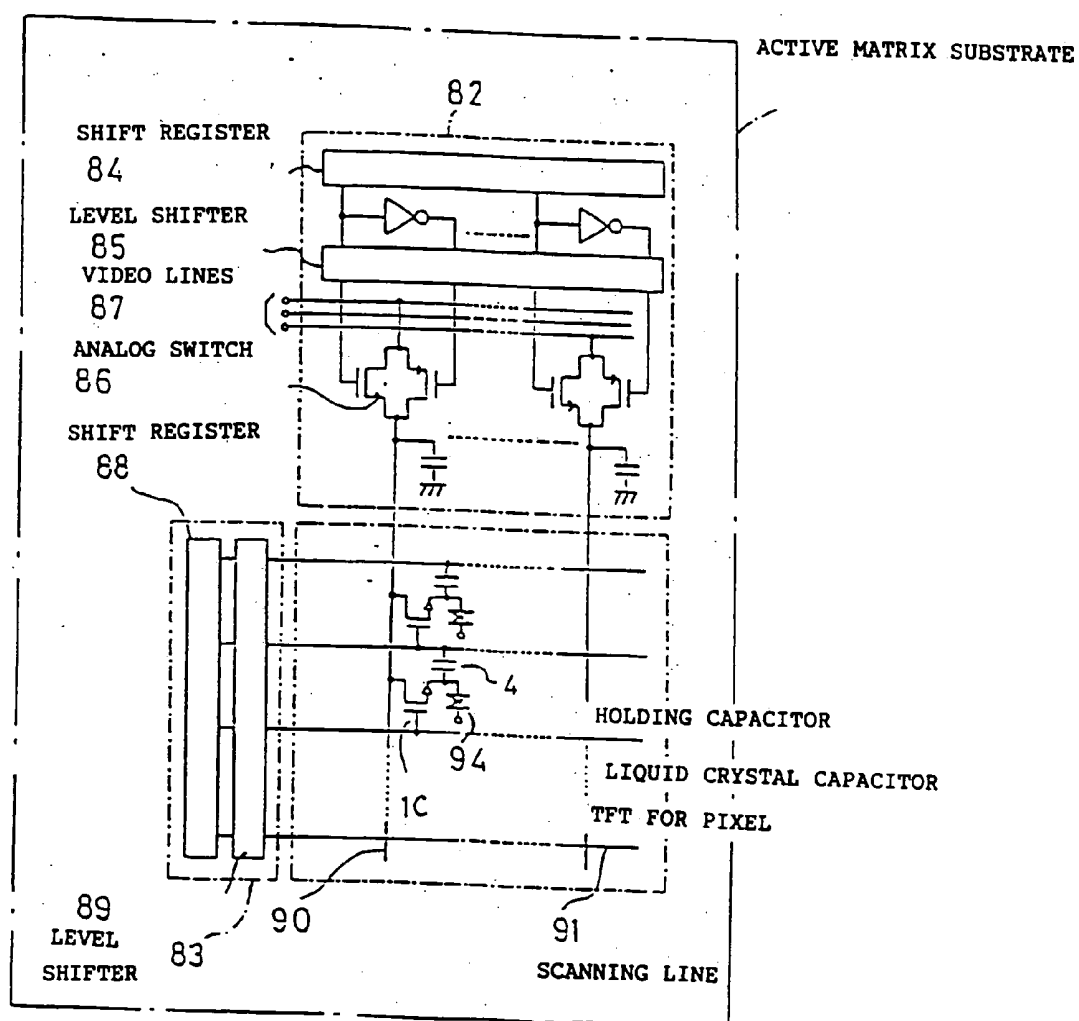 ACTIVE MATRIX SUBSTRATE
82
SHIFT REGISTER
84
LEVEL SHIFTER
85
VIDEO LINES
87
ANALOG SWITCH
86
SHIFT REGISTER
88
4
HOLDING CAPACITOR
94
LIQUID CRYSTAL CAPACITOR
1C
TFT FOR PIXEL
89
LEVEL
SHIFTER
83
90
91
SCANNING LINE